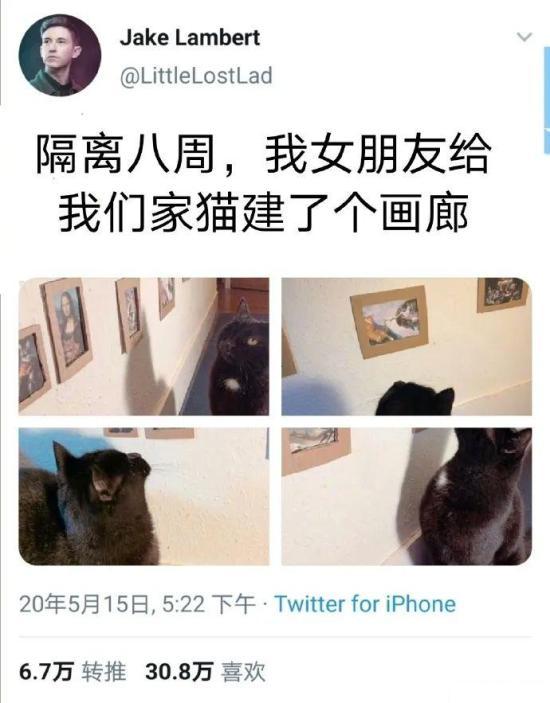 Jake Lambert
@LittleLostLad
隔离八周，我女朋友给
我们家猫建了个画廊
20年5月15日, 5:22 下午 · Twitter for iPhone
6.7万 转推 30.8万 喜欢